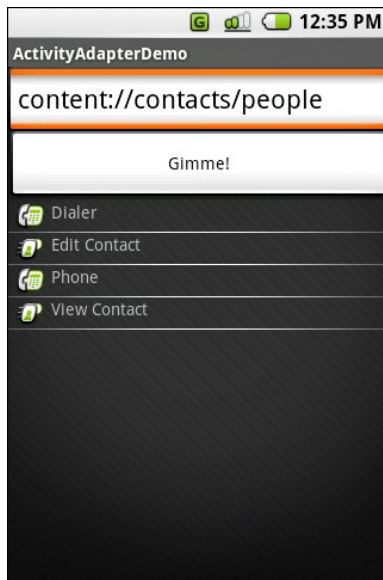 G 12:35 PM
ActivityAdapterDemo
content://contacts/people
Gimme!
Dialer
Edit Contact
Phone
View Contact